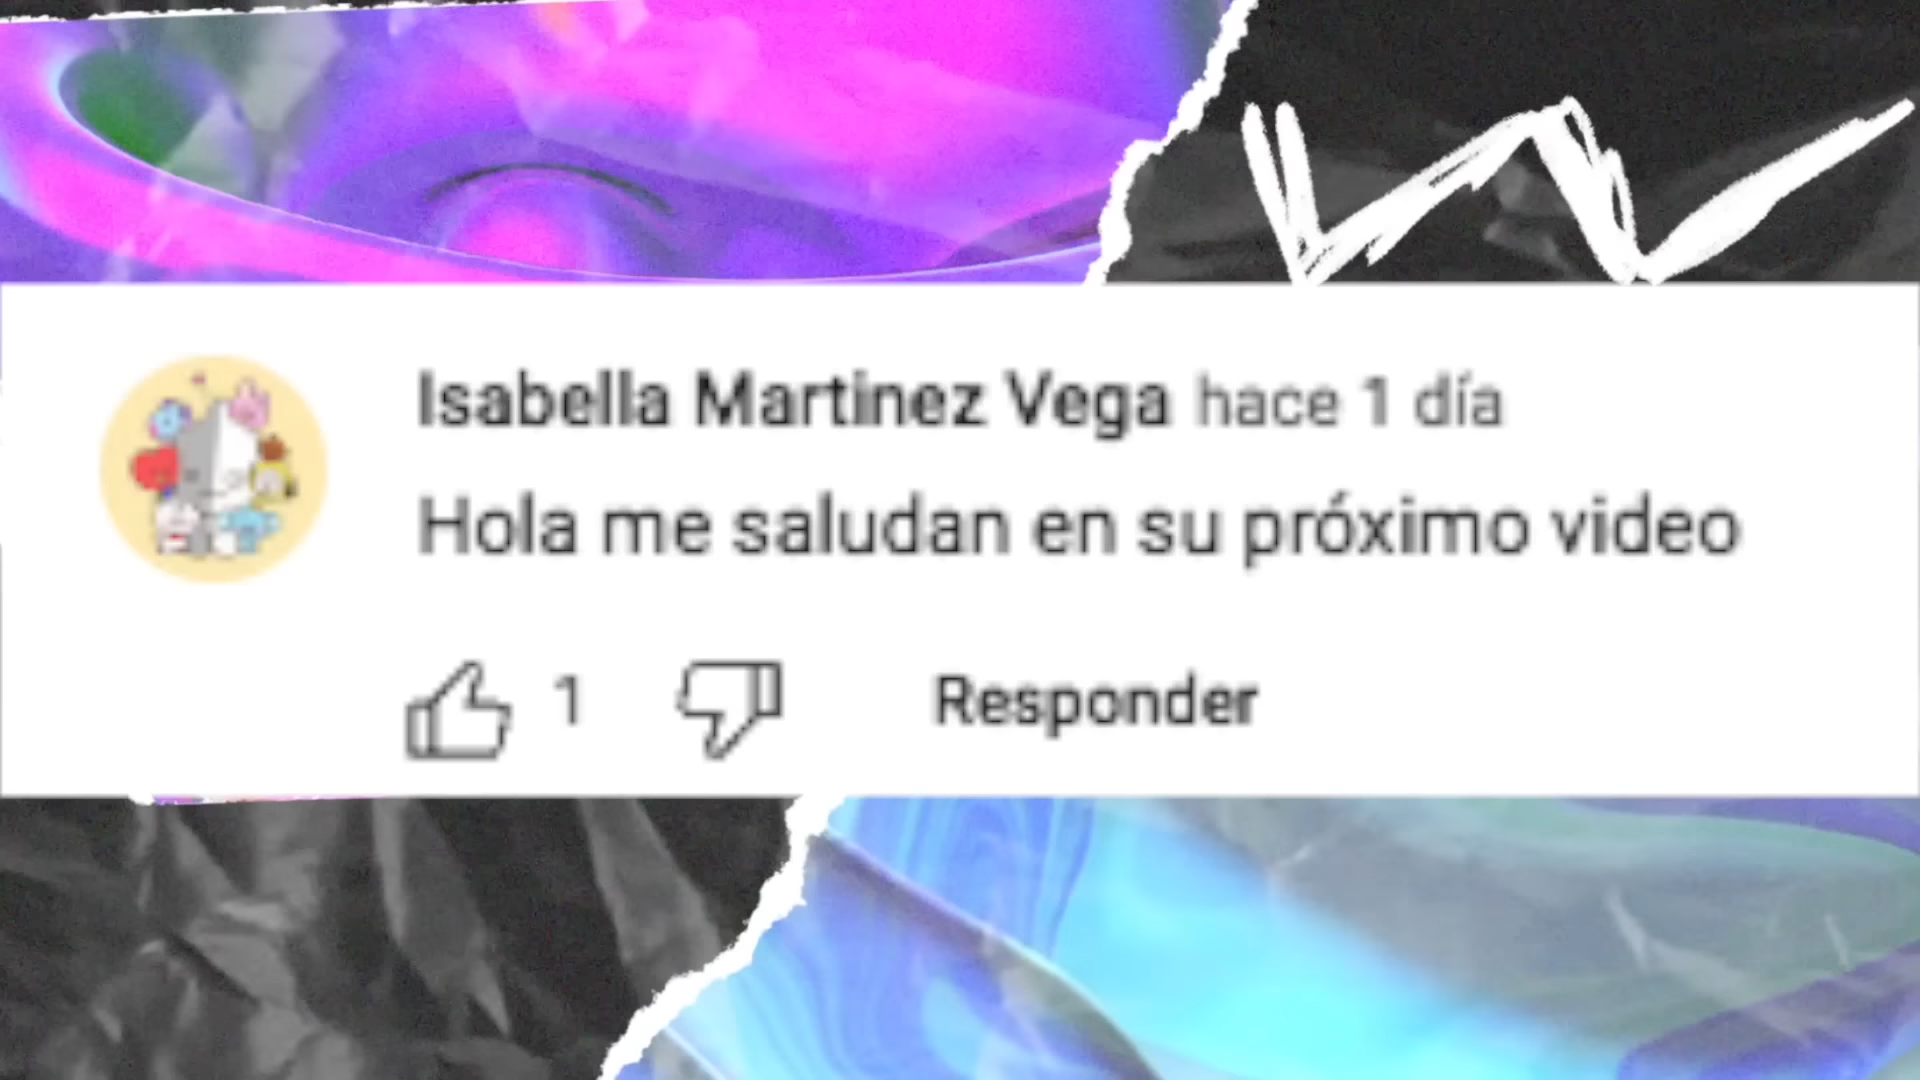 Isabella Martinez Vega hace 1 día
Hola me saludan en su próximo video
1 Responder